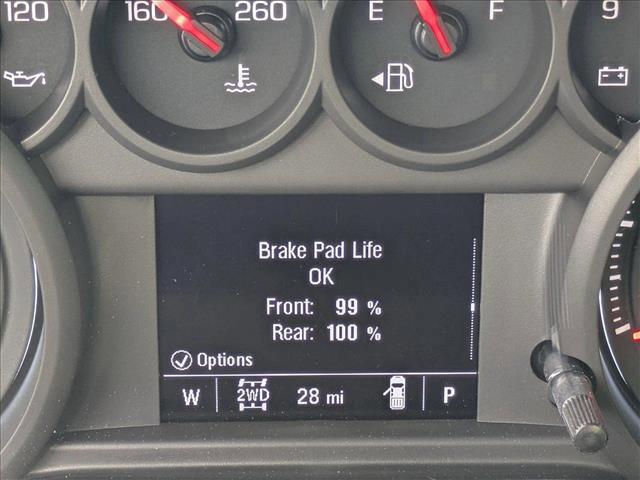 120 160 260 E F 9
Brake Pad Life
OK
Front: 99 %
Rear: 100 %
Options
W 2WD 28 mi P